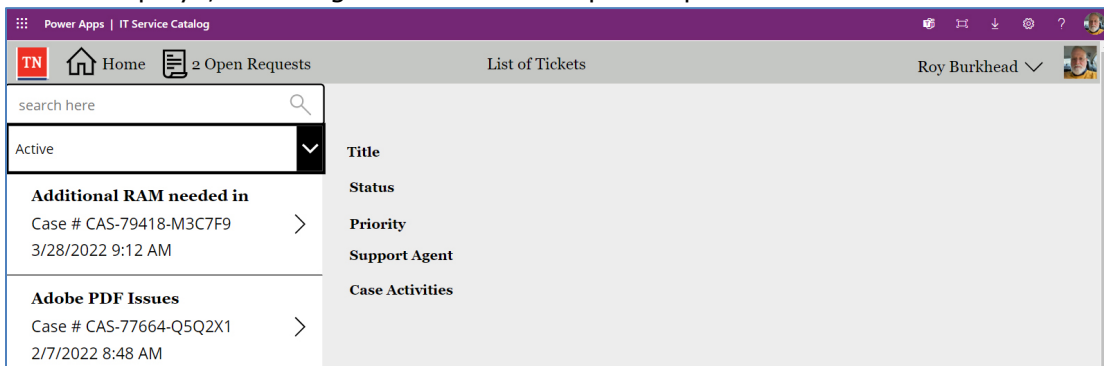 Power Apps | IT Service Catalog ?
TN Home 2 Open Requests List of Tickets Roy Burkhead
search here
Active
Title
Status
Additional RAM needed in
Case # CAS-79418-M3C7F9
3/28/2022 9:12 AM
Priority
Support Agent
Case Activities
Adobe PDF Issues
Case # CAS-77664-Q5Q2X1
2/7/2022 8:48 AM